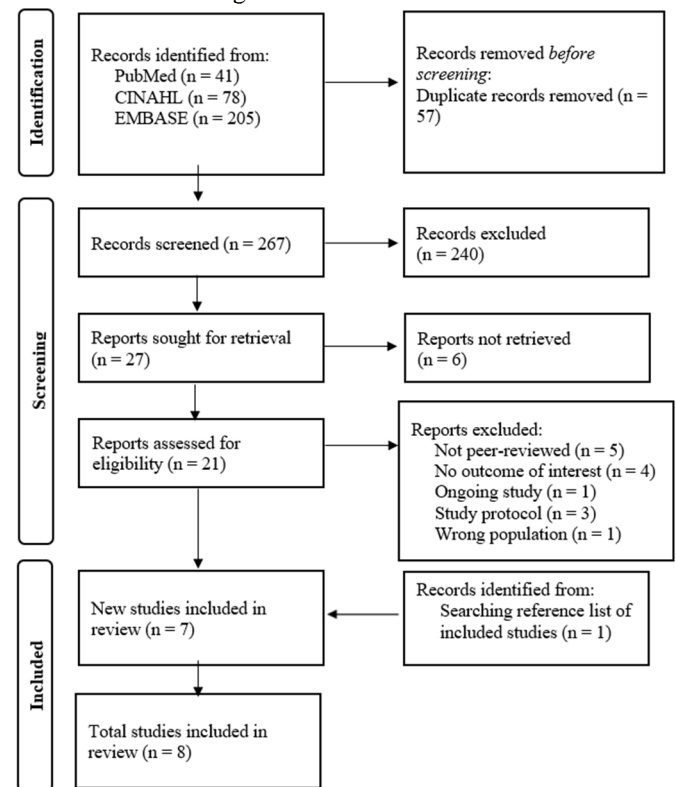 Identification
Records identified from:
PubMed (n = 41)
CINAHL (n = 78)
EMBASE (n = 205)
Records removed before
screening:
Duplicate records removed (n =
57)
Screening
Records screened (n = 267)
Records excluded
(n = 240)
Reports sought for retrieval
(n = 27)
Reports not retrieved
(n = 6)
Reports assessed for
eligibility (n = 21)
Reports excluded:
Not peer-reviewed (n = 5)
No outcome of interest (n = 4)
Ongoing study (n = 1)
Study protocol (n = 3)
Wrong population (n = 1)
Included
New studies included in
review (n = 7)
Records identified from:
Searching reference list of
included studies (n = 1)
Total studies included in
review (n = 8)